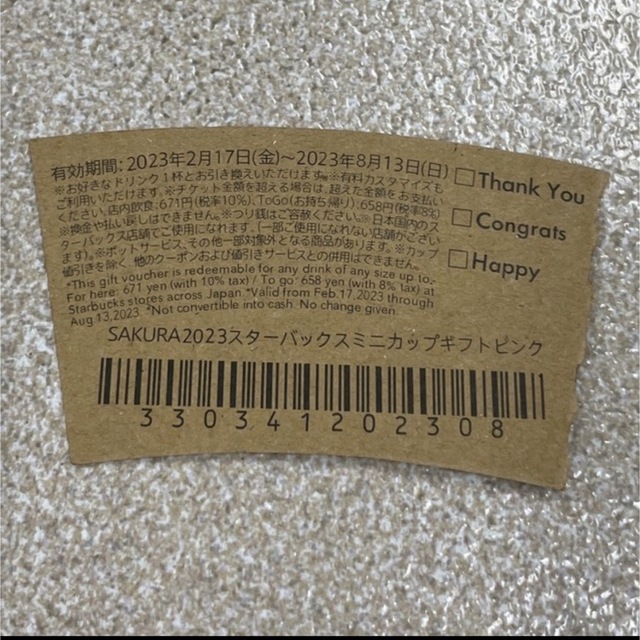 有効期間：2023年2月17日(金)～2023年8月13日(日)
※お好きなドリンク1杯とお引き換えいただけます。※有料カスタマイズも
ご利用いただけます。※チケット金額を超える場合は、超えた金額をお支払い
ください。店内飲食：671円(税率10%)、ToGo(お持ち帰り)：658円(税率8%)
※換金や払い戻しはできません。※つり銭はご容赦ください。※日本国内のス
ターバックス店舗でご使用になれます。(一部ご使用になれない店舗がござい
ます)。※ポットサービス、その他一部対象外となる商品があります。※カップ
値引きを除く 他のクーポンおよび値引きサービスとの併用はできません。
*This gift voucher is redeemable for any drink of any size up to.-
For here: 671 yen (with 10% tax) / To go: 658 yen (with 8% tax) at
Starbucks stores across Japan. *Valid from Feb.17,2023 through
Aug 13,2023. *Not convertible into cash. No change given.
□Thank You
□Congrats
□Happy
SAKURA2023スターバックスミニカップギフトピンク
330341202308